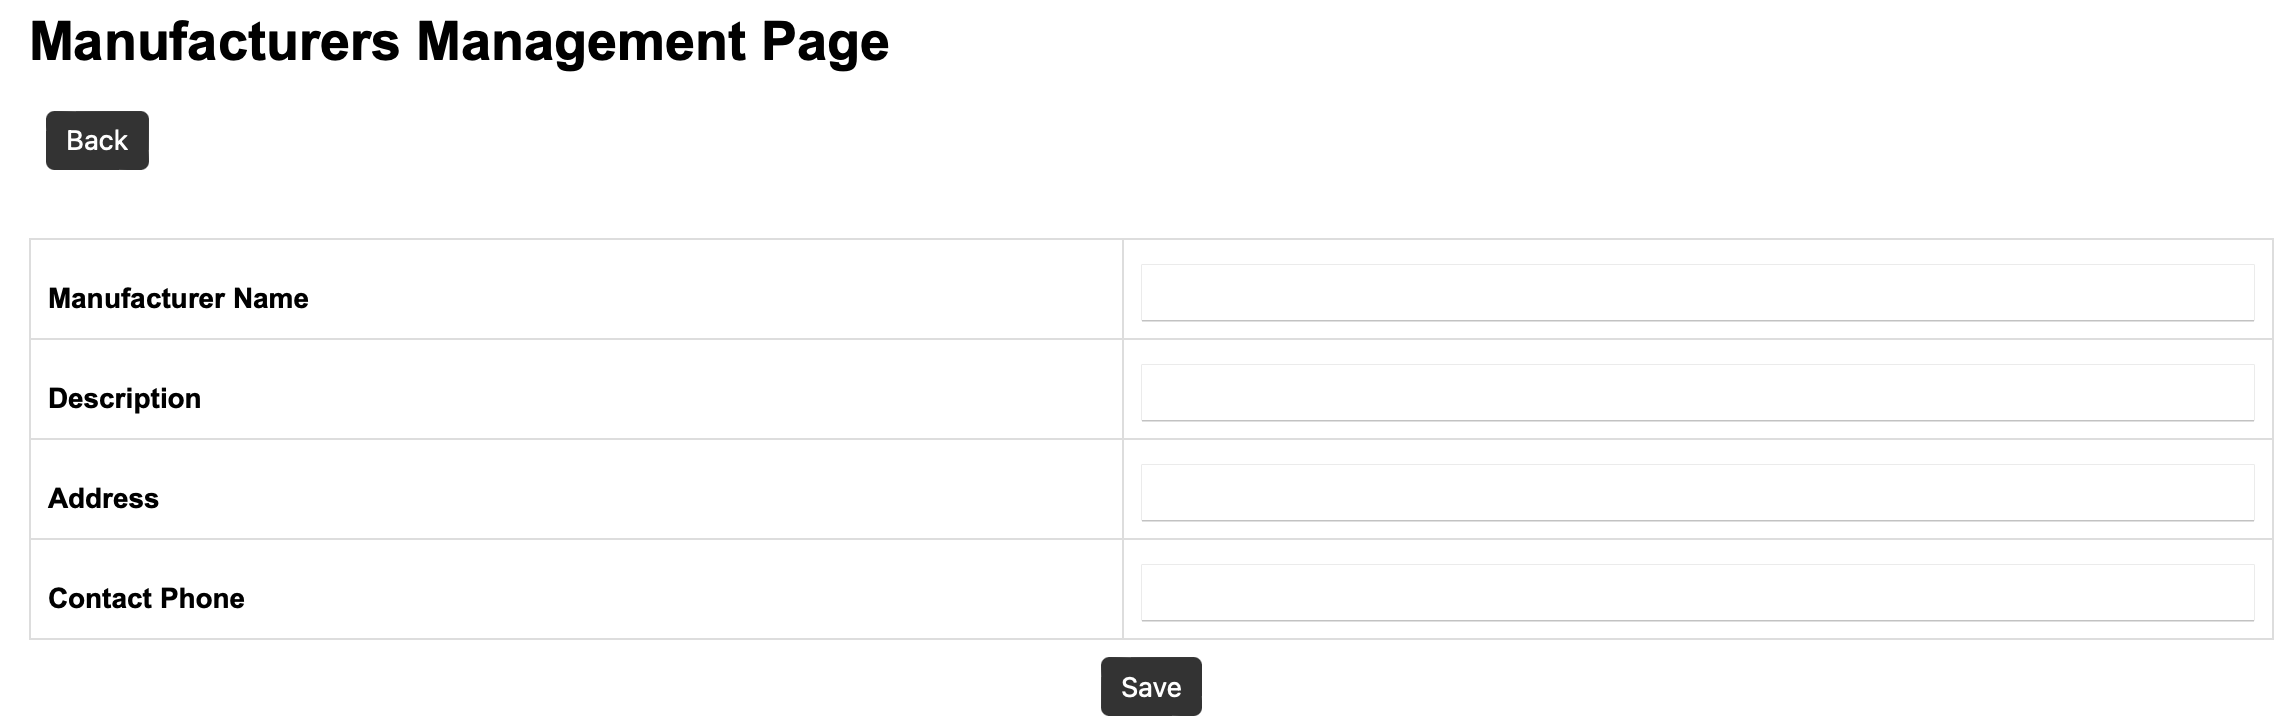 Manufacturers Management Page
Back
Manufacturer Name
Description
Address
Contact Phone
Save